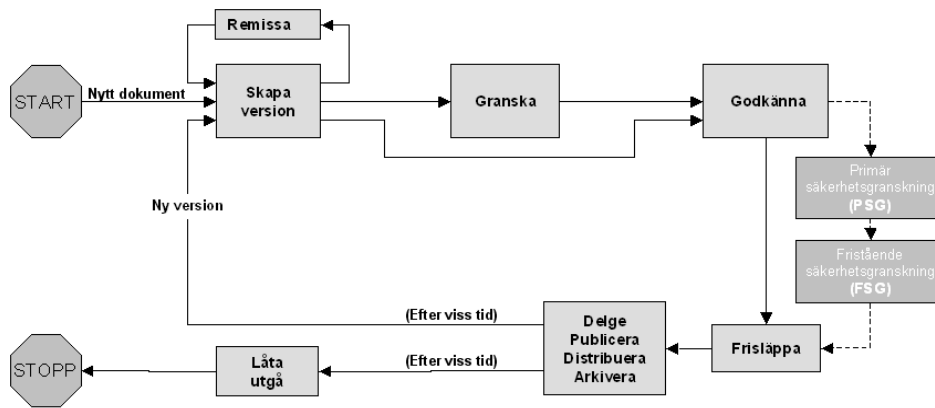 Remissa
START
Nytt dokument
Skapa
version
Granska
Godkänna
Primär
säkerhetsgranskning
(PSG)
Ny version
Fristående
säkerhetsgranskning
(FSG)
(Efter viss tid)
Delge
Publicera
Distribuera
Arkivera
Frisläppa
STOPP
Låta
utgå
(Efter viss tid)